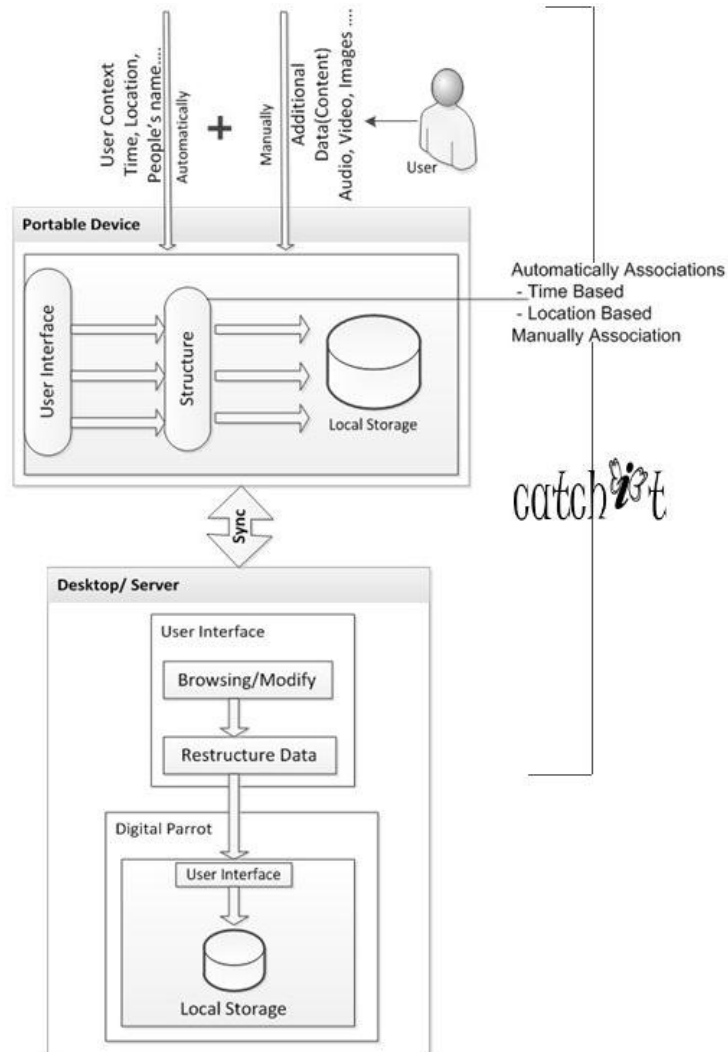 User Context
Time, Location,
People's name....
Automatically
+
Manually
Additional
Data(Content)
Audio, Video, Images ....
User
Portable Device
User Interface
Structure
Local Storage
Automatically Associations
- Time Based
- Location Based
Manually Association
catch it
Sync
Desktop/ Server
User Interface
Browsing/Modify
Restructure Data
Digital Parrot
User Interface
Local Storage